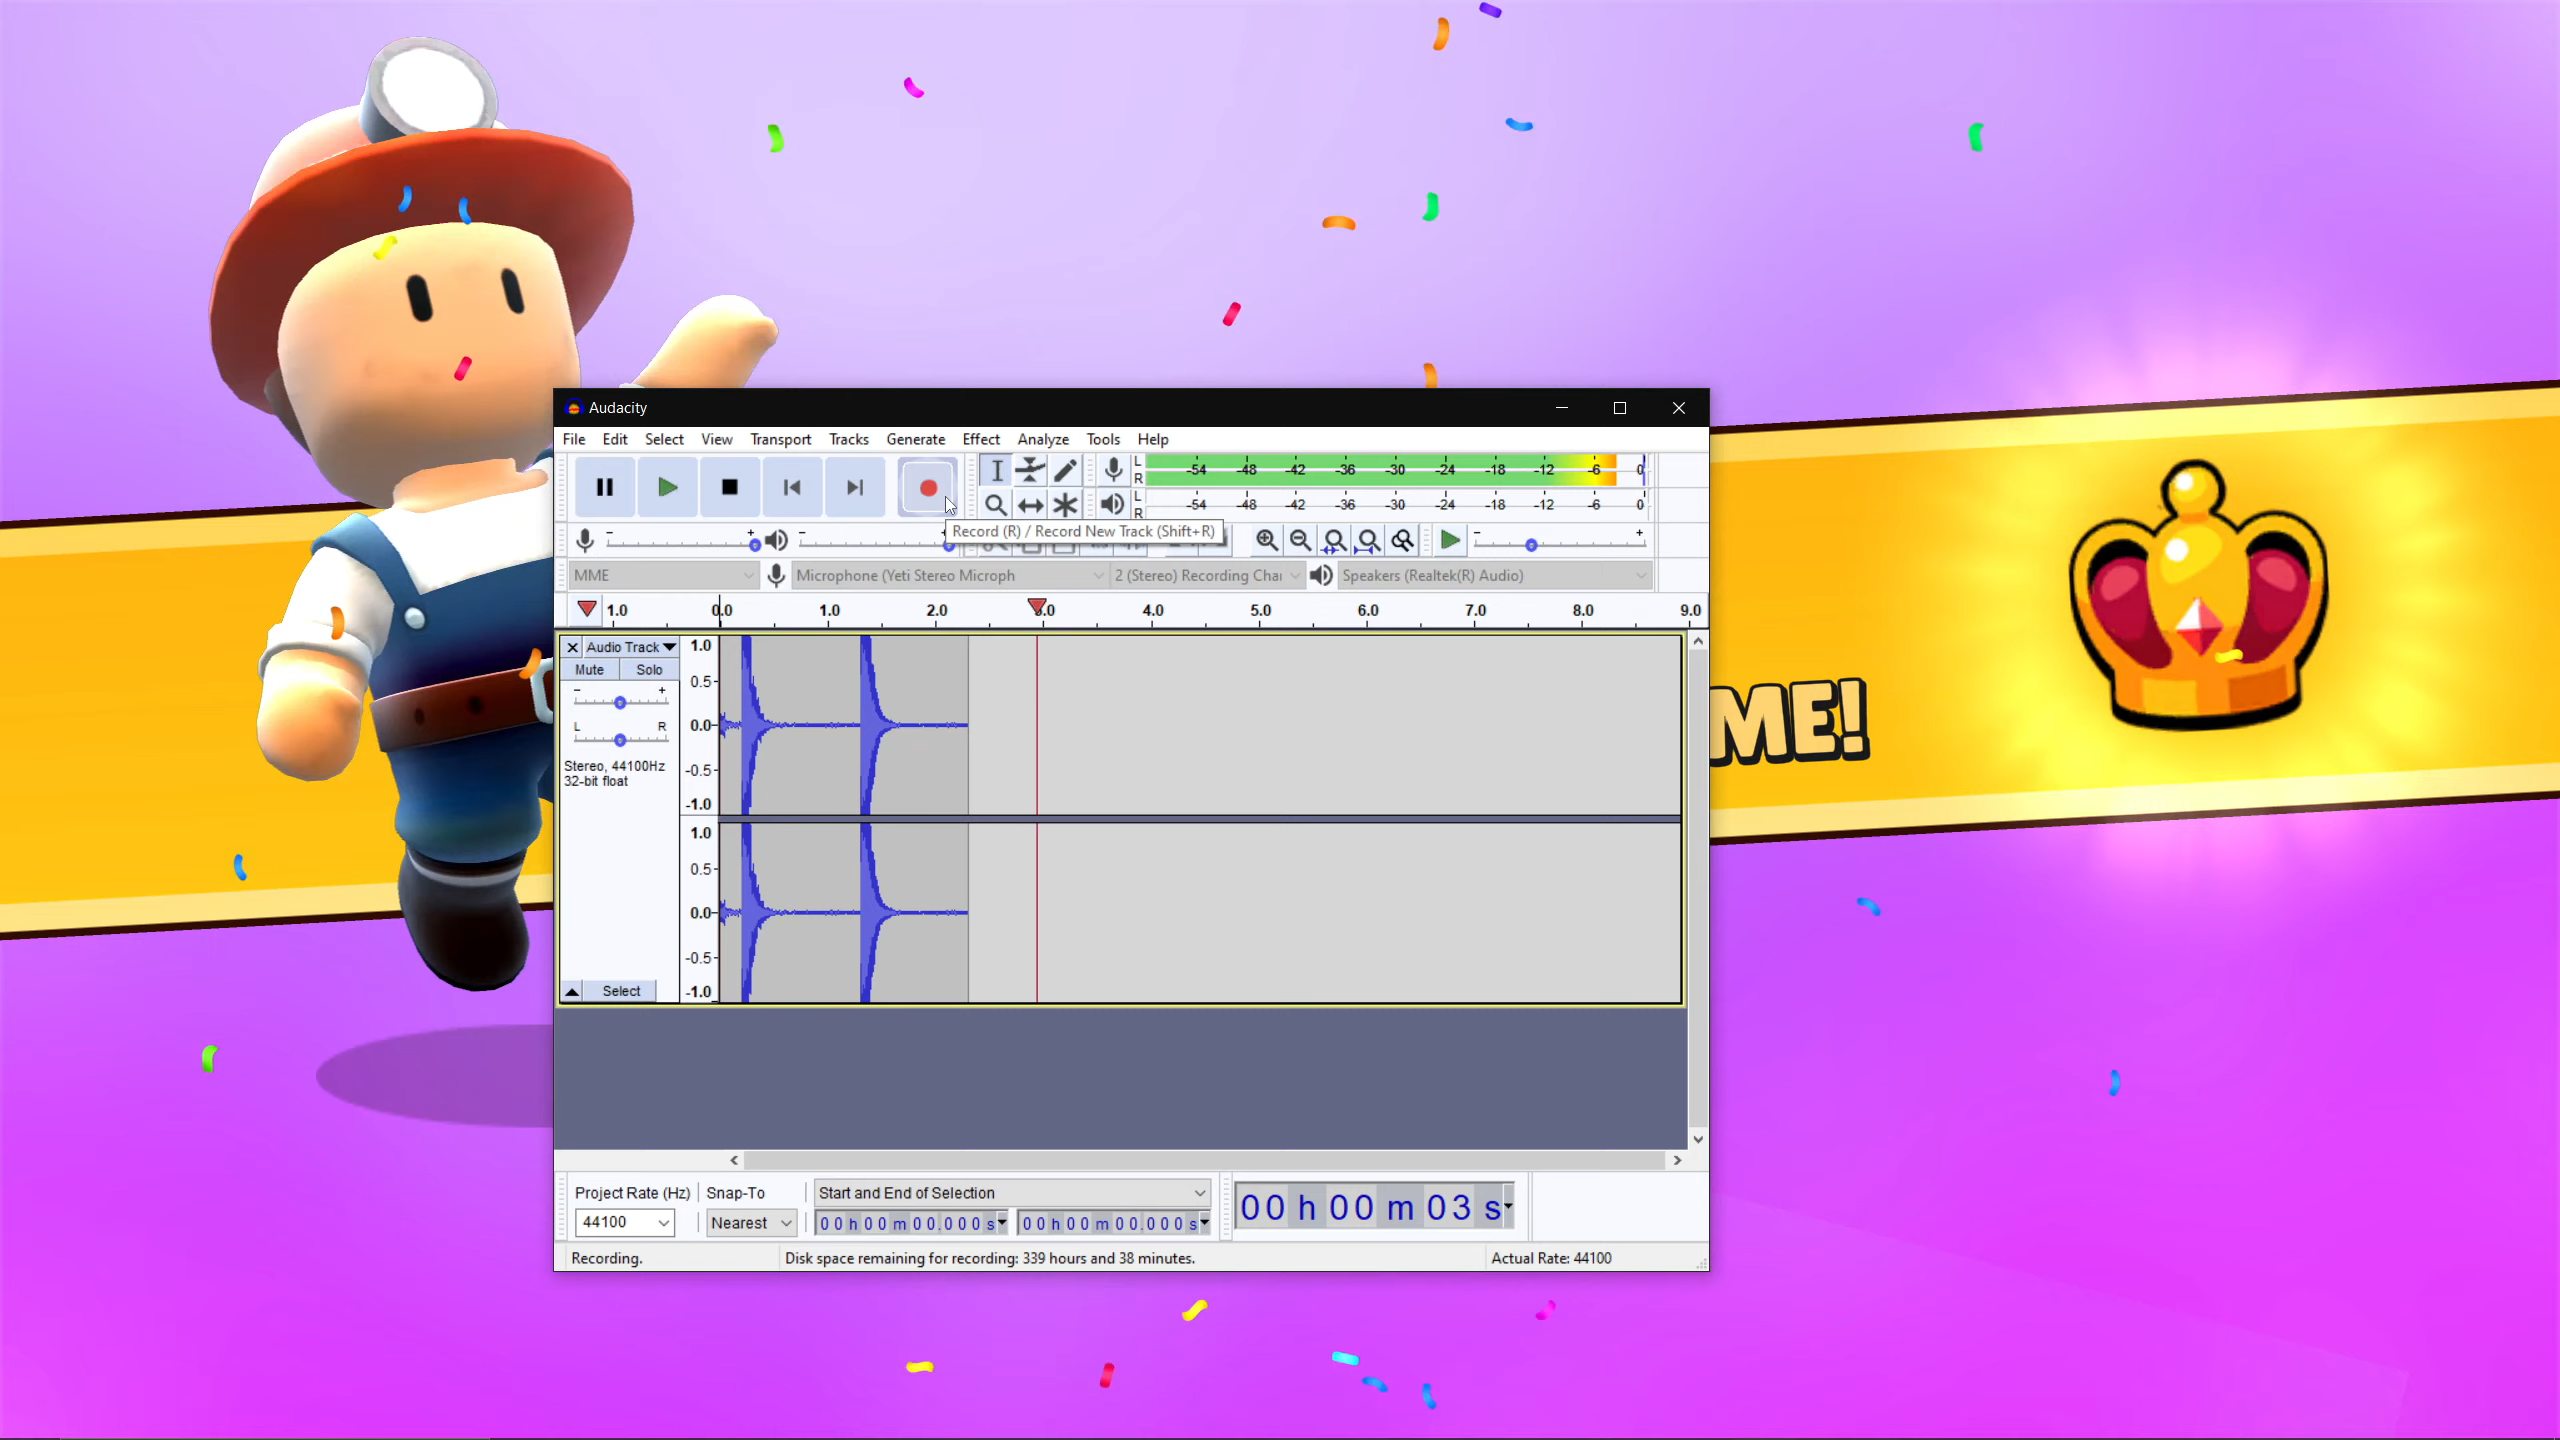 Audacity
File Edit Select View Transport Tracks Generate Effect Analyze Tools Help
L
R
-54 -48 -42 -36 -30 -24 -18 -12 -6 0
L
R
-54 -48 -42 -36 -30 -24 -18 -12 -6 0
Record (R) / Record New Track (Shift+R)
- + - + - +
MME Microphone (Yeti Stereo Microph 2 (Stereo) Recording Chai Speakers (Realtek(R) Audio)
1.0 0.0 1.0 2.0 3.0 4.0 5.0 6.0 7.0 8.0 9.0
Audio Track
Mute Solo
- +
L R
Stereo, 44100Hz
32-bit float
Select
1.0
0.5
0.0
-0.5
-1.0
1.0
0.5
0.0
-0.5
-1.0
ME!
Project Rate (Hz) Snap-To Start and End of Selection
44100 Nearest 00 h 00 m 00.000 s 00 h 00 m 00.000 s
00 h 00 m 03 s
Recording. Disk space remaining for recording: 339 hours and 38 minutes. Actual Rate: 44100